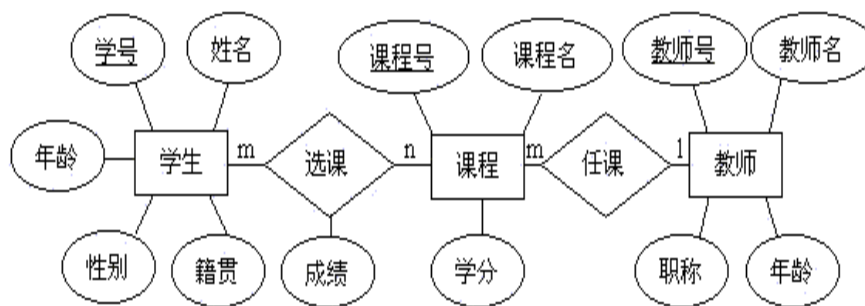 学号 姓名 课程号 课程名 教师号 教师名
年龄 学生 m 选课 n 课程 m 任课 1 教师
性别 籍贯 成绩 学分 职称 年龄